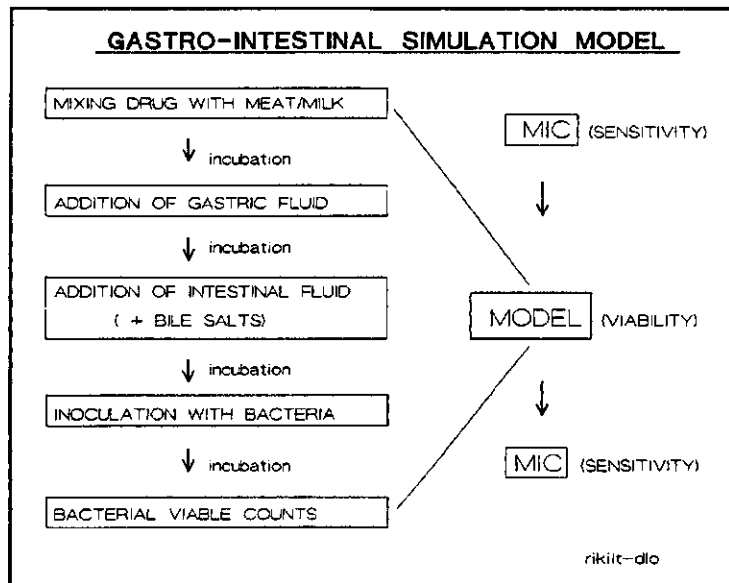 GASTRO-INTESTINAL SIMULATION MODEL
MIXING DRUG WITH MEAT/MILK
incubation
ADDITION OF GASTRIC FLUID
incubation
ADDITION OF INTESTINAL FLUID
( + BILE SALTS)
incubation
INOCULATION WITH BACTERIA
incubation
BACTERIAL VIABLE COUNTS
MIC (SENSITIVITY)
MODEL (VIABILITY)
MIC (SENSITIVITY)
rikilt-dlo